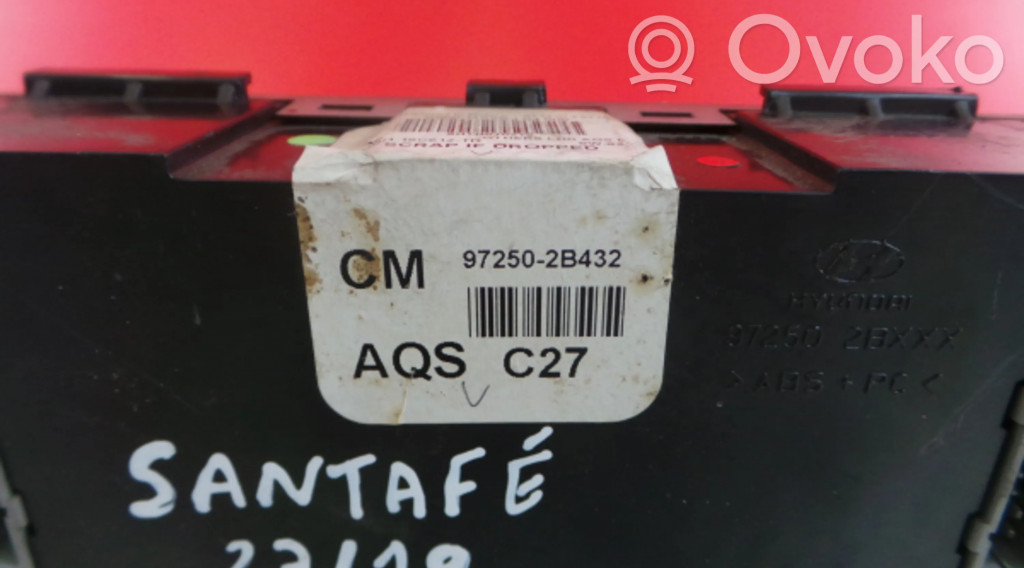 Ovoko
SCRAP IF DROPPED
CM 97250-2B432
AQS C27
HYUNDAI
97250 2BXXX
>ABS+PC<
SANTAFÉ